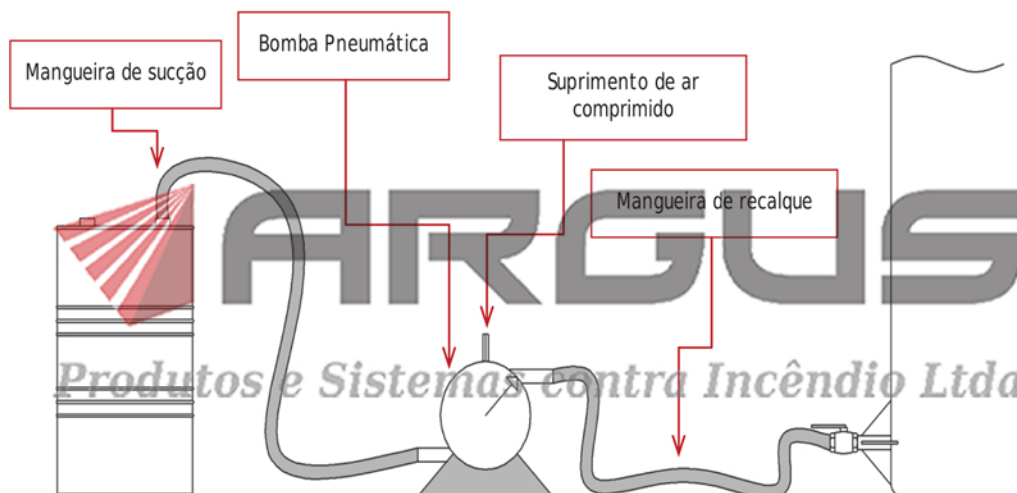 Mangueira de sucção
Bomba Pneumática
Suprimento de ar
comprimido
Mangueira de recalque
ARGUS
Produtos e Sistemas contra Incêndio Ltda